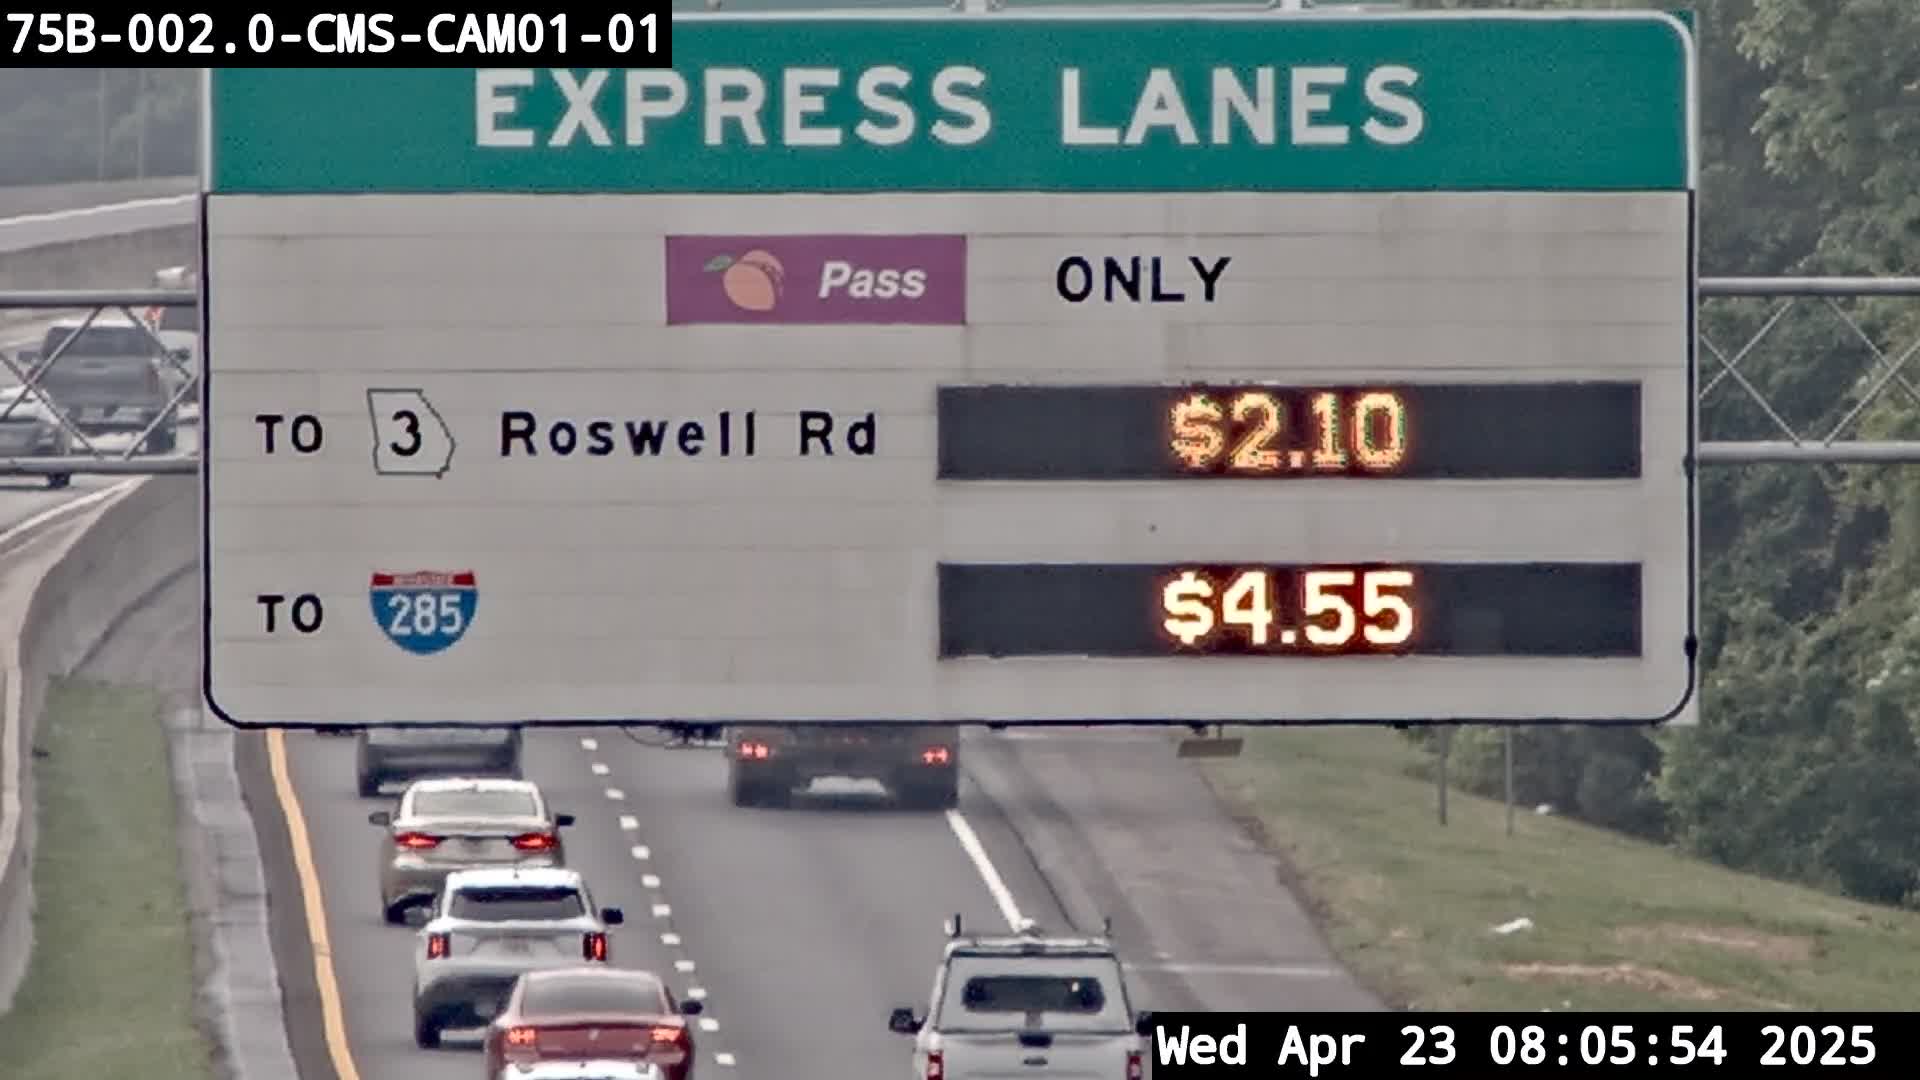 75B-002.0-CMS-CAM01-01
EXPRESS LANES
Pass ONLY
TO 3 Roswell Rd $2.10
INTERSTATE
TO 285 $4.55
Wed Apr 23 08:05:54 2025